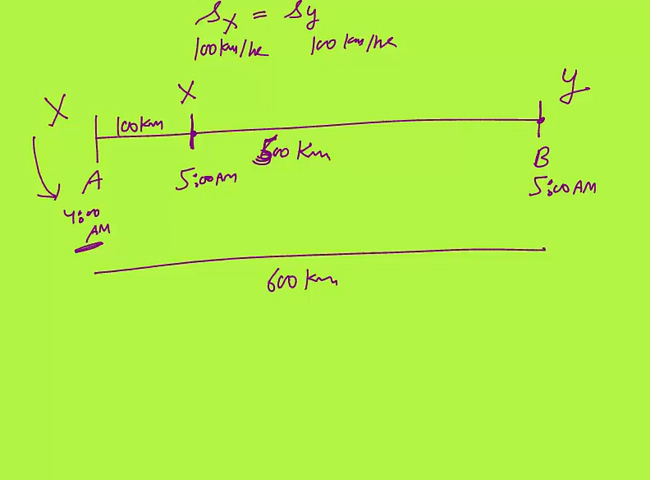 Sx = Sy
100km/hr 100km/hr
X X Y
100km
500 Km
A 5:00AM B
4:00 5:00AM
AM
600 Km